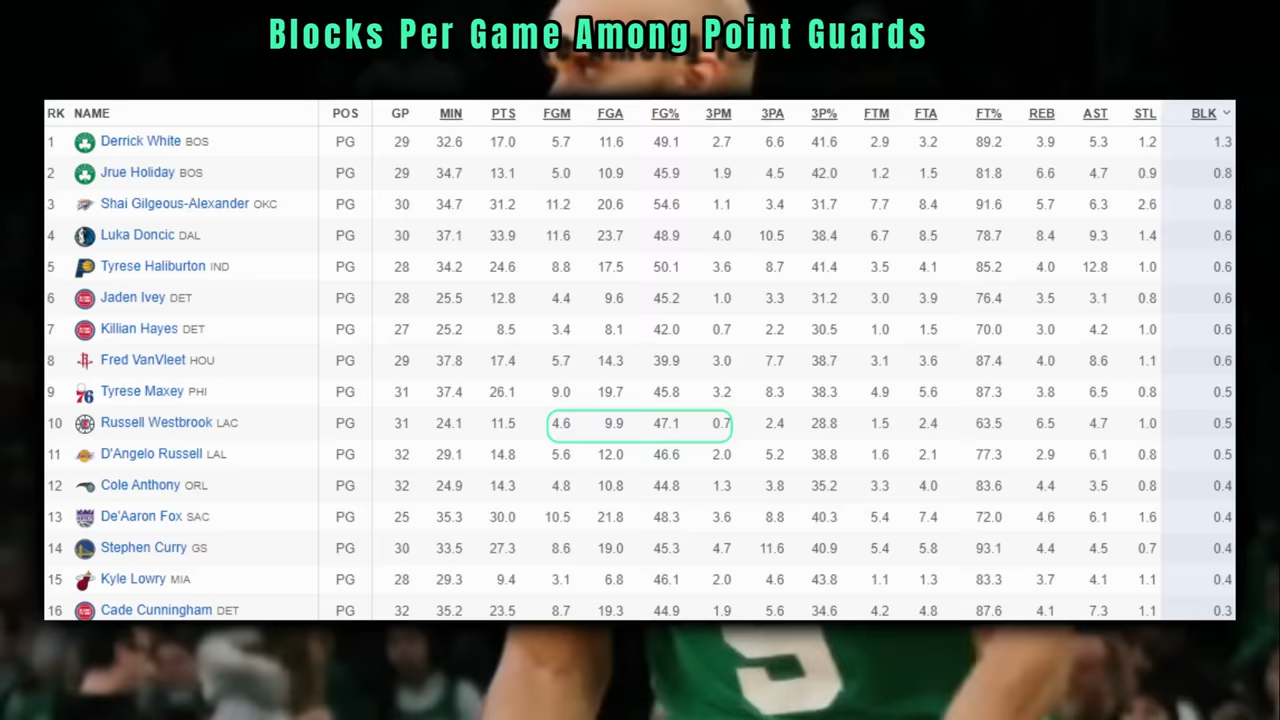 Blocks Per Game Among Point Guards
RK NAME POS GP MIN PTS FGM FGA FG% 3PM 3PA 3P% FTM FTA FT% REB AST STL BLK
1 Derrick White BOS PG 29 32.6 17.0 5.7 11.6 49.1 2.7 6.6 41.6 2.9 3.2 89.2 3.9 5.3 1.2 1.3
2 Jrue Holiday BOS PG 29 34.7 13.1 5.0 10.9 45.9 1.9 4.5 42.0 1.2 1.5 81.8 6.6 4.7 0.9 0.8
3 Shai Gilgeous-Alexander OKC PG 30 34.7 31.2 11.2 20.6 54.6 1.1 3.4 31.7 7.7 8.4 91.6 5.7 6.3 2.6 0.8
4 Luka Doncic DAL PG 30 37.1 33.9 11.6 23.7 48.9 4.0 10.5 38.4 6.7 8.5 78.7 8.4 9.3 1.4 0.6
5 Tyrese Haliburton IND PG 28 34.2 24.6 8.8 17.5 50.1 3.6 8.7 41.4 3.5 4.1 85.2 4.0 12.8 1.0 0.6
6 Jaden Ivey DET PG 28 25.5 12.8 4.4 9.6 45.2 1.0 3.3 31.2 3.0 3.9 76.4 3.5 3.1 0.8 0.6
7 Killian Hayes DET PG 27 25.2 8.5 3.4 8.1 42.0 0.7 2.2 30.5 1.0 1.5 70.0 3.0 4.2 1.0 0.6
8 Fred VanVleet HOU PG 29 37.8 17.4 5.7 14.3 39.9 3.0 7.7 38.7 3.1 3.6 87.4 4.0 8.6 1.1 0.6
9 Tyrese Maxey PHI PG 31 37.4 26.1 9.0 19.7 45.8 3.2 8.3 38.3 4.9 5.6 87.3 3.8 6.5 0.8 0.5
10 Russell Westbrook LAC PG 31 24.1 11.5 4.6 9.9 47.1 0.7 2.4 28.8 1.5 2.4 63.5 6.5 4.7 1.0 0.5
11 D'Angelo Russell LAL PG 32 29.1 14.8 5.6 12.0 46.6 2.0 5.2 38.8 1.6 2.1 77.3 2.9 6.1 0.8 0.5
12 Cole Anthony ORL PG 32 24.9 14.3 4.8 10.8 44.8 1.3 3.8 35.2 3.3 4.0 83.6 4.4 3.5 0.8 0.4
13 De'Aaron Fox SAC PG 25 35.3 30.0 10.5 21.8 48.3 3.6 8.8 40.3 5.4 7.4 72.0 4.6 6.1 1.6 0.4
14 Stephen Curry GS PG 30 33.5 27.3 8.6 19.0 45.3 4.7 11.6 40.9 5.4 5.8 93.1 4.4 4.5 0.7 0.4
15 Kyle Lowry MIA PG 28 29.3 9.4 3.1 6.8 46.1 2.0 4.6 43.8 1.1 1.3 83.3 3.7 4.1 1.1 0.4
16 Cade Cunningham DET PG 32 35.2 23.5 8.7 19.3 44.9 1.9 5.6 34.6 4.2 4.8 87.6 4.1 7.3 1.1 0.3
9